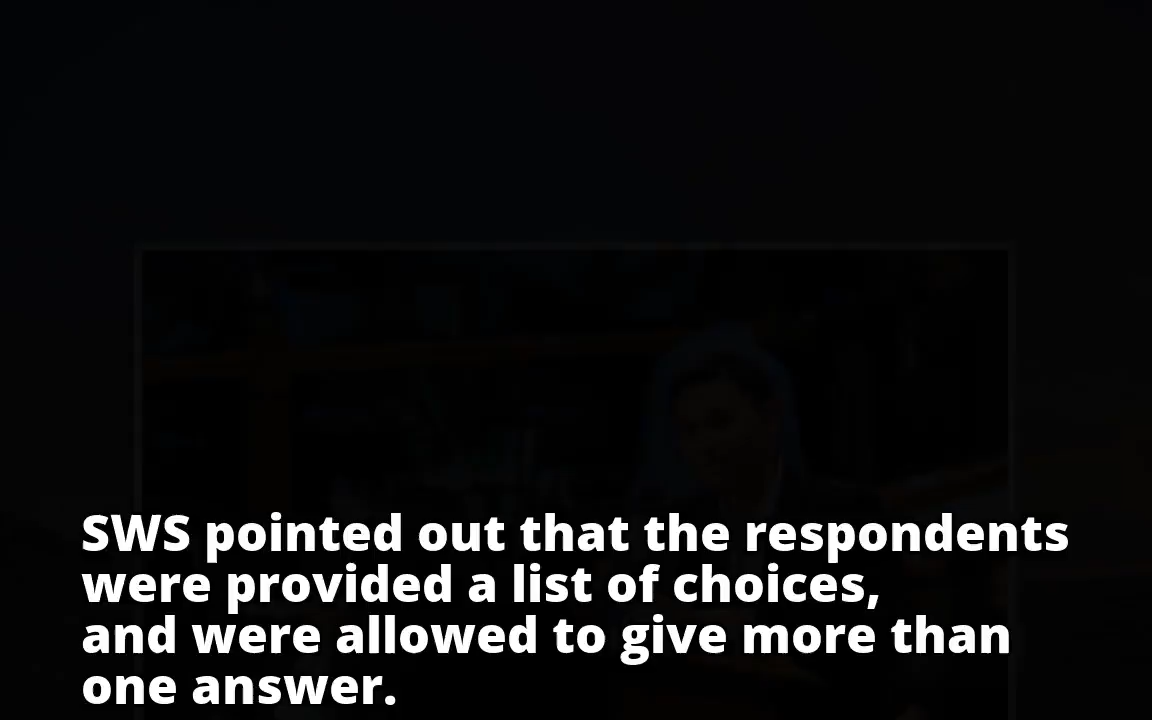 SWS pointed out that the respondents
were provided a list of choices,
and were allowed to give more than
one answer.